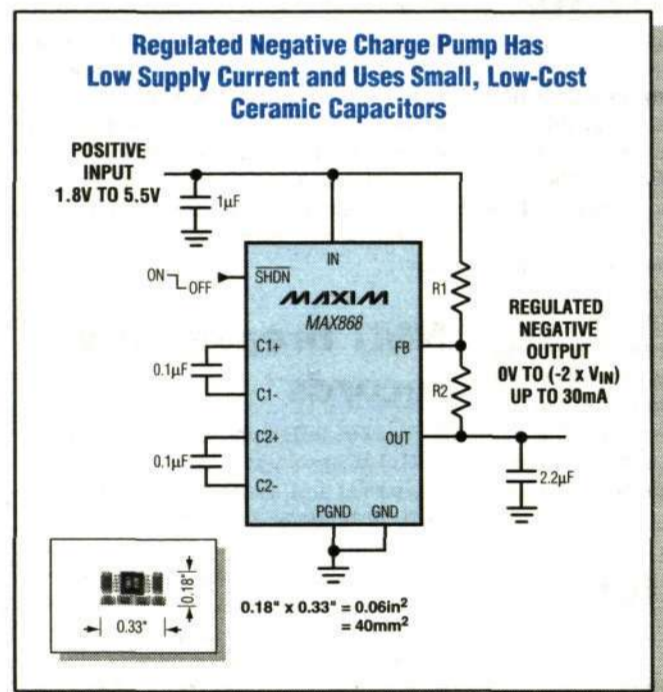 Regulated Negative Charge Pump Has
Low Supply Current and Uses Small, Low-Cost
Ceramic Capacitors
POSITIVE
INPUT
1.8V TO 5.5V
1µF
IN
ON
OFF
SHDN
MAXIM
MAX868
R1
C1+
0.1µF
C1-
FB
R2
REGULATED
NEGATIVE
OUTPUT
0V TO (-2 x VIN)
UP TO 30mA
C2+
0.1µF
C2-
OUT
2.2µF
PGND
GND
0.18"
0.33"
0.18" x 0.33" = 0.06in²
= 40mm²